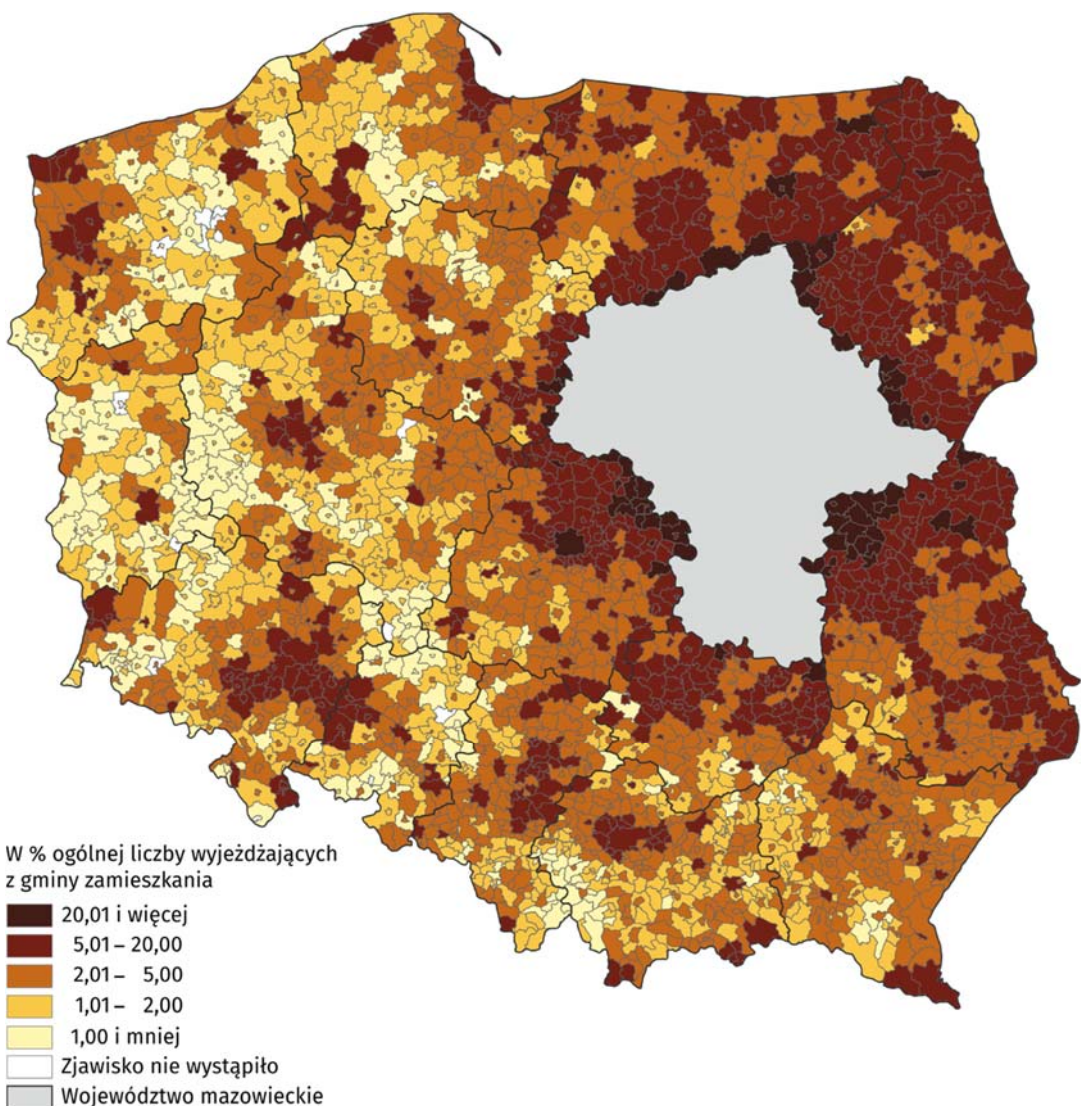 W % ogólnej liczby wyjeżdżających
z gminy zamieszkania
20,01 i więcej
5,01 – 20,00
2,01 – 5,00
1,01 – 2,00
1,00 i mniej
Zjawisko nie wystąpiło
Województwo mazowieckie